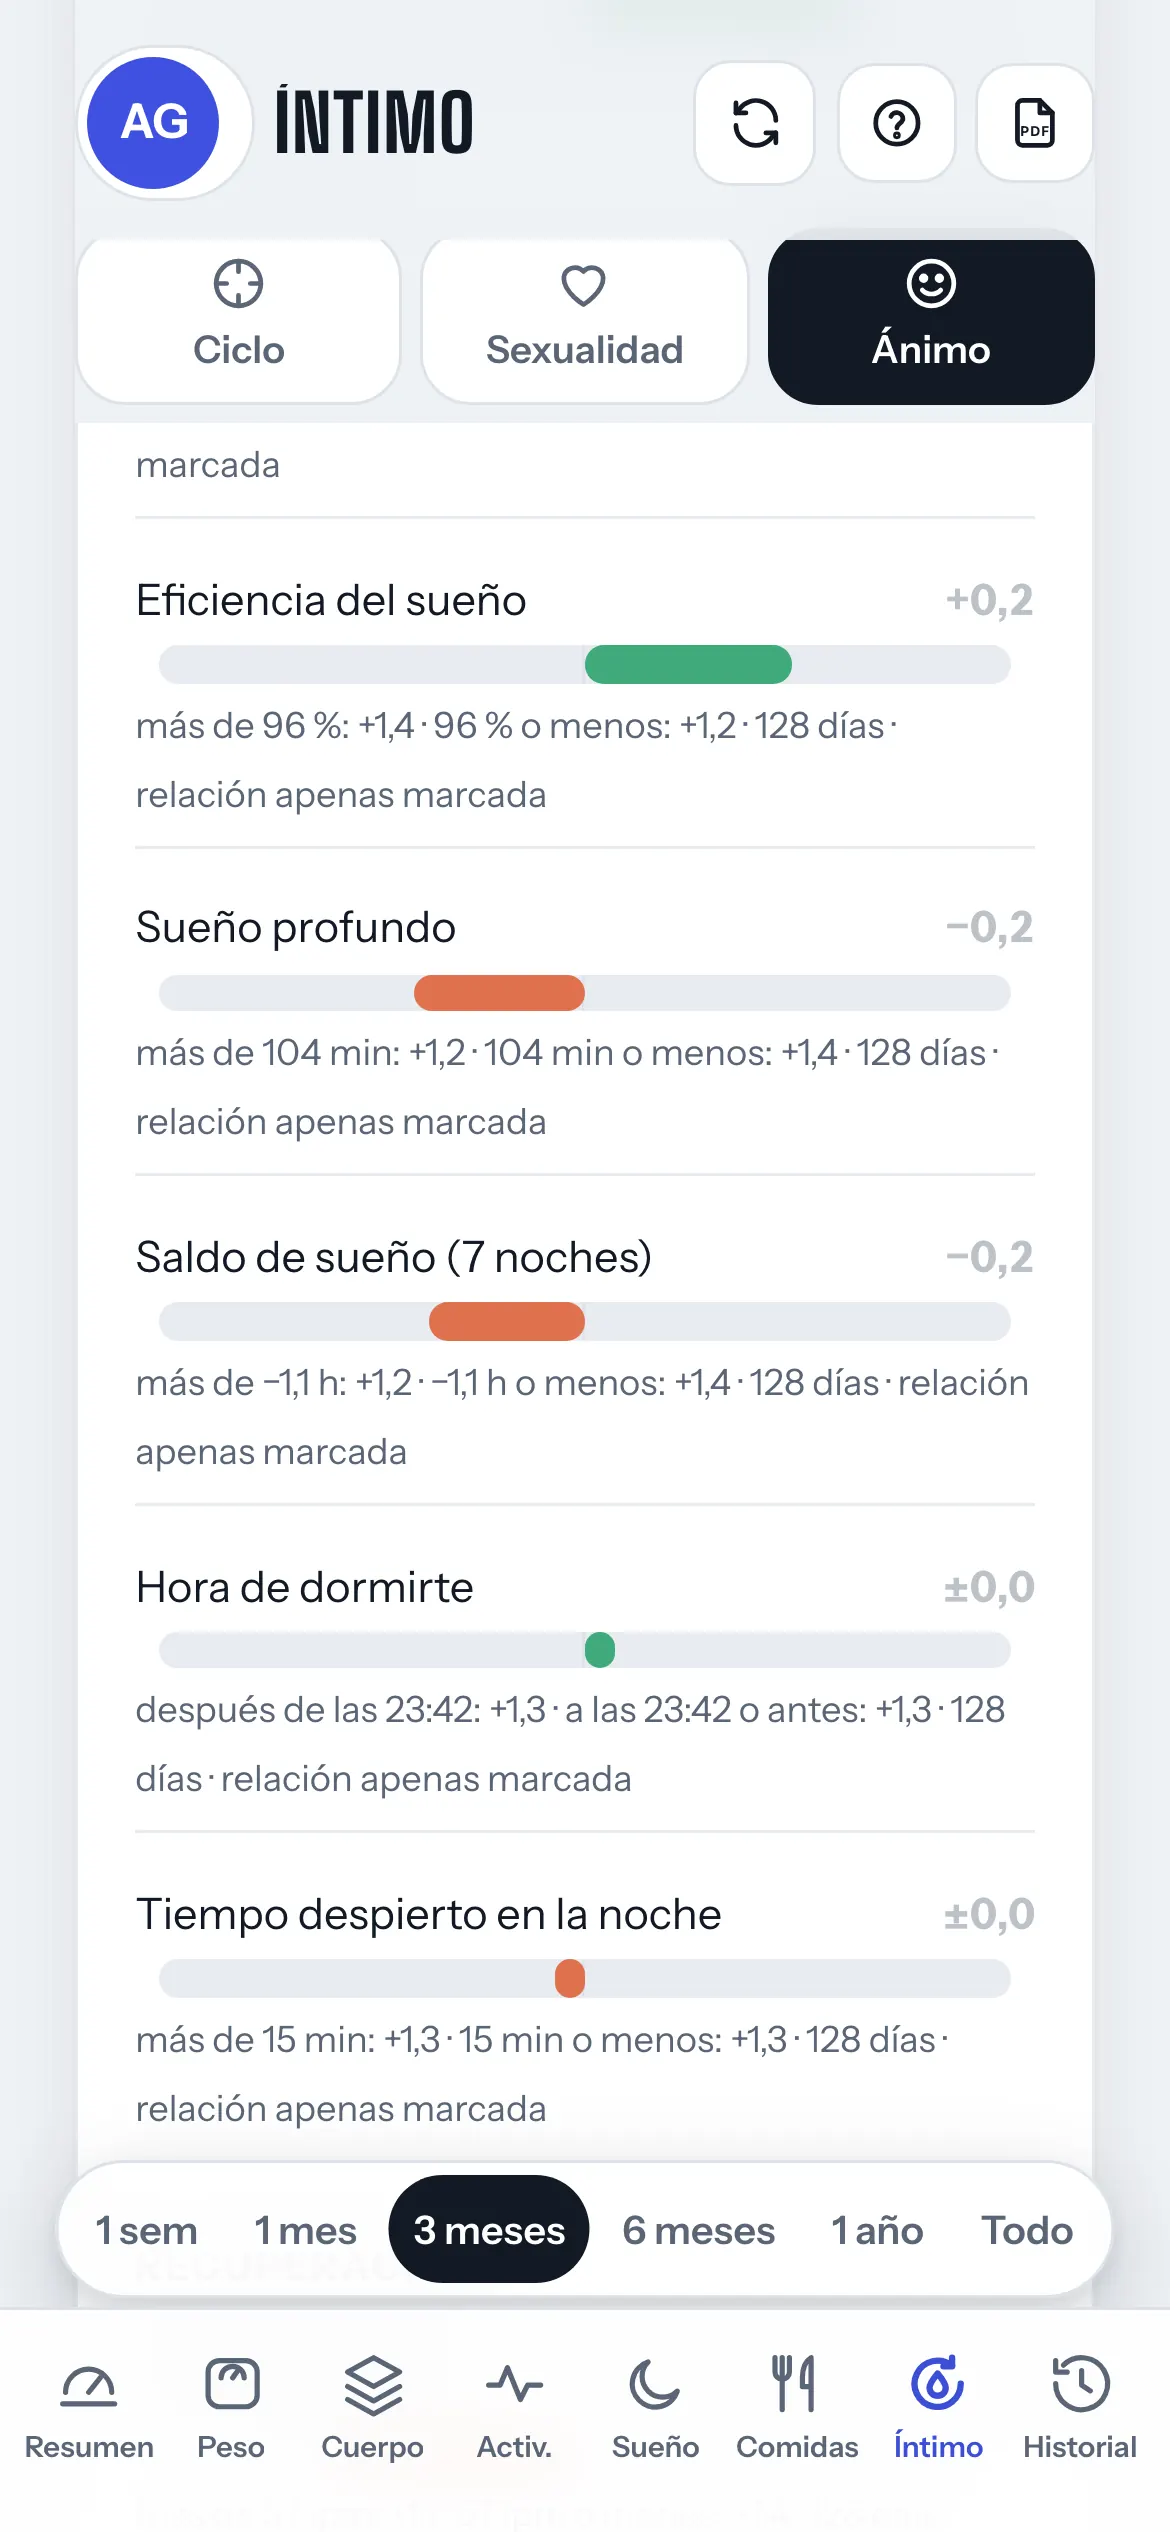 AG
ÍNTIMO
PDF
Ciclo
Sexualidad
Ánimo
marcada
Eficiencia del sueño
+0,2
más de 96 %: +1,4 · 96 % o menos: +1,2 · 128 días ·
relación apenas marcada
Sueño profundo
−0,2
más de 104 min: +1,2 · 104 min o menos: +1,4 · 128 días ·
relación apenas marcada
Saldo de sueño (7 noches)
−0,2
más de −1,1 h: +1,2 · −1,1 h o menos: +1,4 · 128 días · relación
apenas marcada
Hora de dormirte
±0,0
después de las 23:42: +1,3 · a las 23:42 o antes: +1,3 · 128
días · relación apenas marcada
Tiempo despierto en la noche
±0,0
más de 15 min: +1,3 · 15 min o menos: +1,3 · 128 días ·
relación apenas marcada
1 sem
1 mes
3 meses
6 meses
1 año
Todo
Resumen
Peso
Cuerpo
Activ.
Sueño
Comidas
Íntimo
Historial